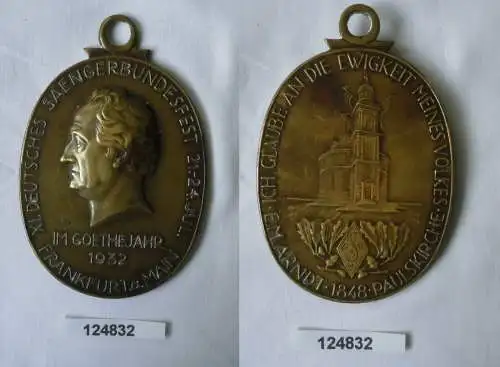 XI. DEUTSCHES SAENGERBUNDESFEST 21.-24. JULI
IM GOETHEJAHR
1932
FRANKFURT a. MAIN
124832
ICH GLAUBE AN DIE EWIGKEIT MEINES VOLKES
E.M. ARNDT · 1848 · PAULSKIRCHE
124832